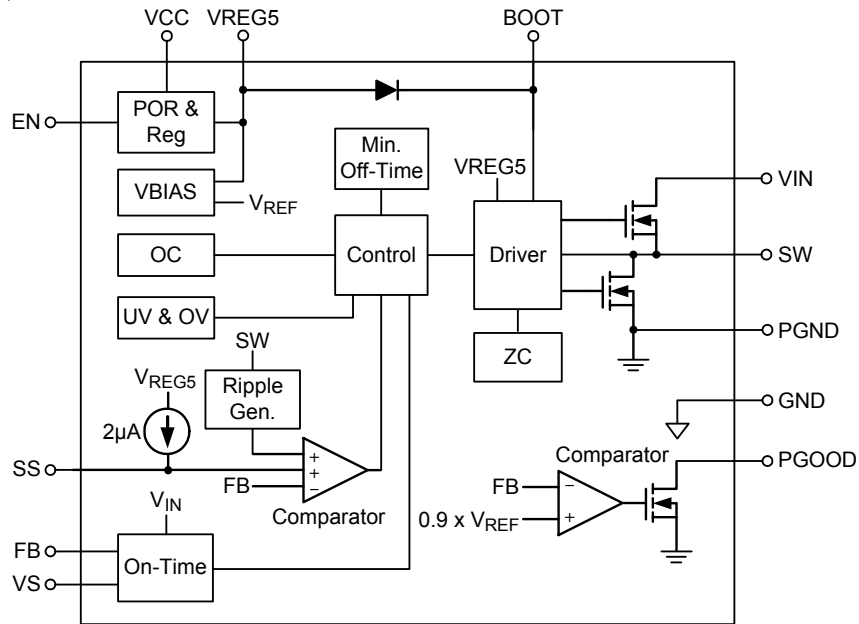 VCC
VREG5
BOOT
EN
POR &
Reg
Min.
Off-Time
VREG5
VIN
VBIAS
VREF
OC
Control
Driver
SW
UV & OV
ZC
PGND
SW
VREG5
Ripple
Gen.
GND
2µA
+
+
−
SS
FB
Comparator
Comparator
PGOOD
FB
−
0.9 x VREF
+
VIN
FB
On-Time
VS